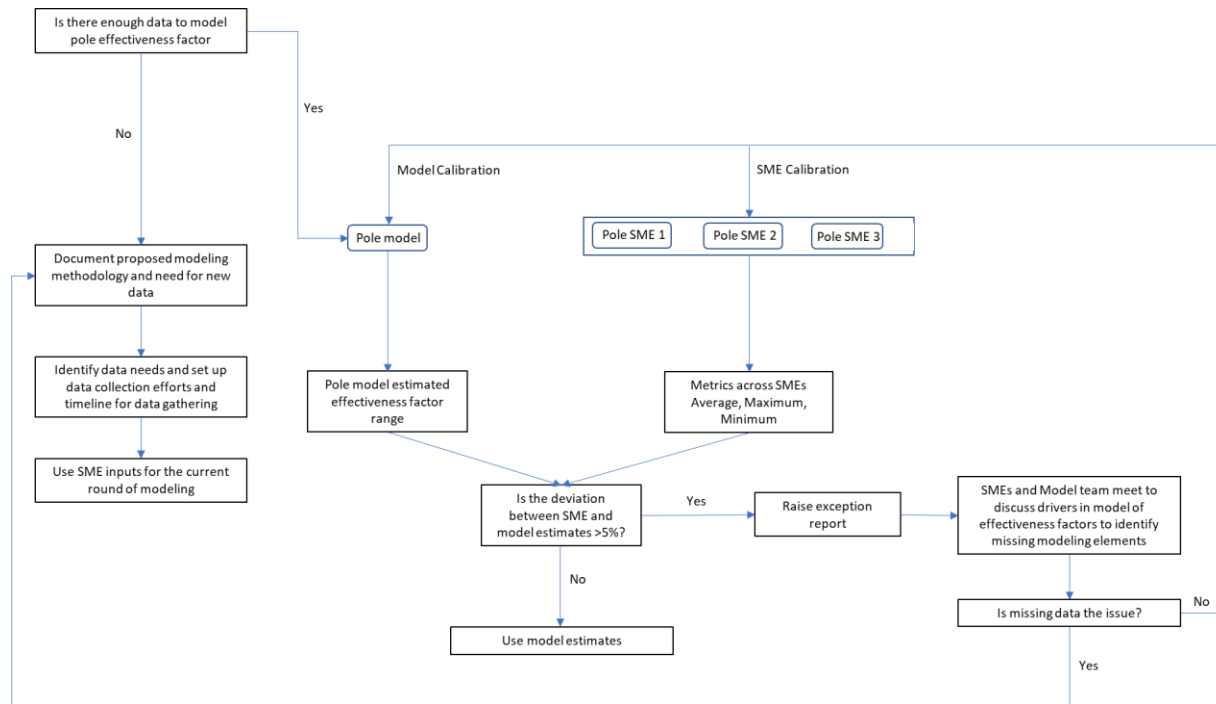 Is there enough data to model
pole effectiveness factor
Yes
No
Model Calibration
SME Calibration
Pole model
Pole SME 1
Pole SME 2
Pole SME 3
Document proposed modeling
methodology and need for new
data
Identify data needs and set up
data collection efforts and
timeline for data gathering
Pole model estimated
effectiveness factor
range
Metrics across SMEs
Average, Maximum,
Minimum
Use SME inputs for the current
round of modeling
Is the deviation
between SME and
model estimates >5%?
Yes
Raise exception
report
SMEs and Model team meet to
discuss drivers in model of
effectiveness factors to identify
missing modeling elements
No
Use model estimates
Is missing data the issue?
No
Yes